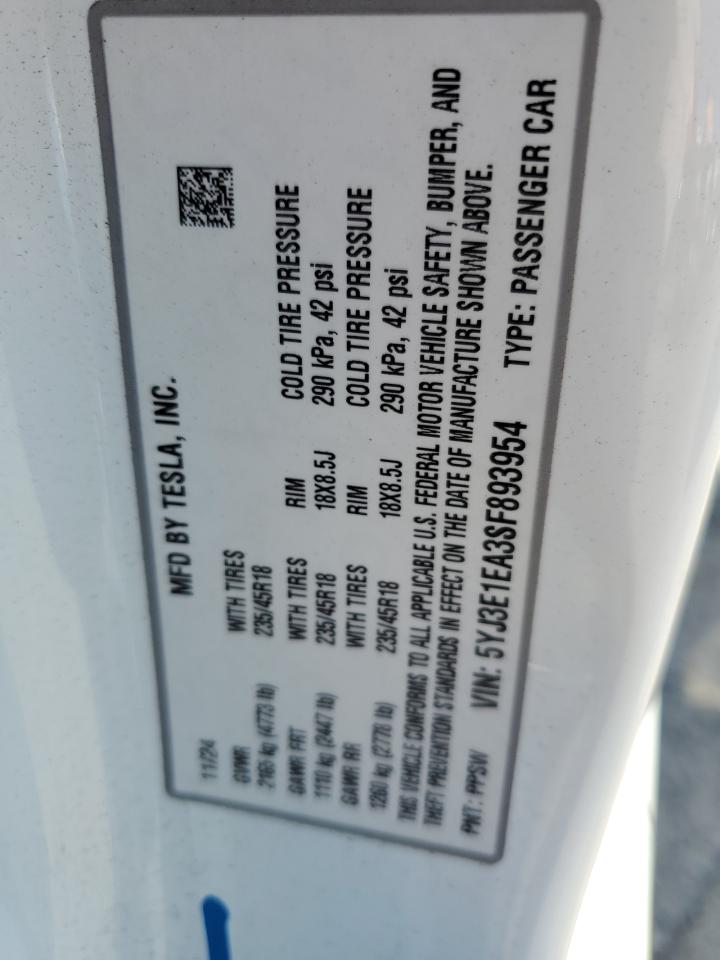 MFD BY TESLA, INC.
11/24
GVWR WITH TIRES
2165 kg (4773 lb) 235/45R18
GAWR FRT WITH TIRES RIM COLD TIRE PRESSURE
1110 kg (2447 lb) 235/45R18 18X8.5J 290 kPa, 42 psi
GAWR RR WITH TIRES RIM COLD TIRE PRESSURE
1260 kg (2778 lb) 235/45R18 18X8.5J 290 kPa, 42 psi
THIS VEHICLE CONFORMS TO ALL APPLICABLE U.S. FEDERAL MOTOR VEHICLE SAFETY, BUMPER, AND
THEFT PREVENTION STANDARDS IN EFFECT ON THE DATE OF MANUFACTURE SHOWN ABOVE.
PNT: PPSW VIN: 5YJ3E1EA3SF893954 TYPE: PASSENGER CAR